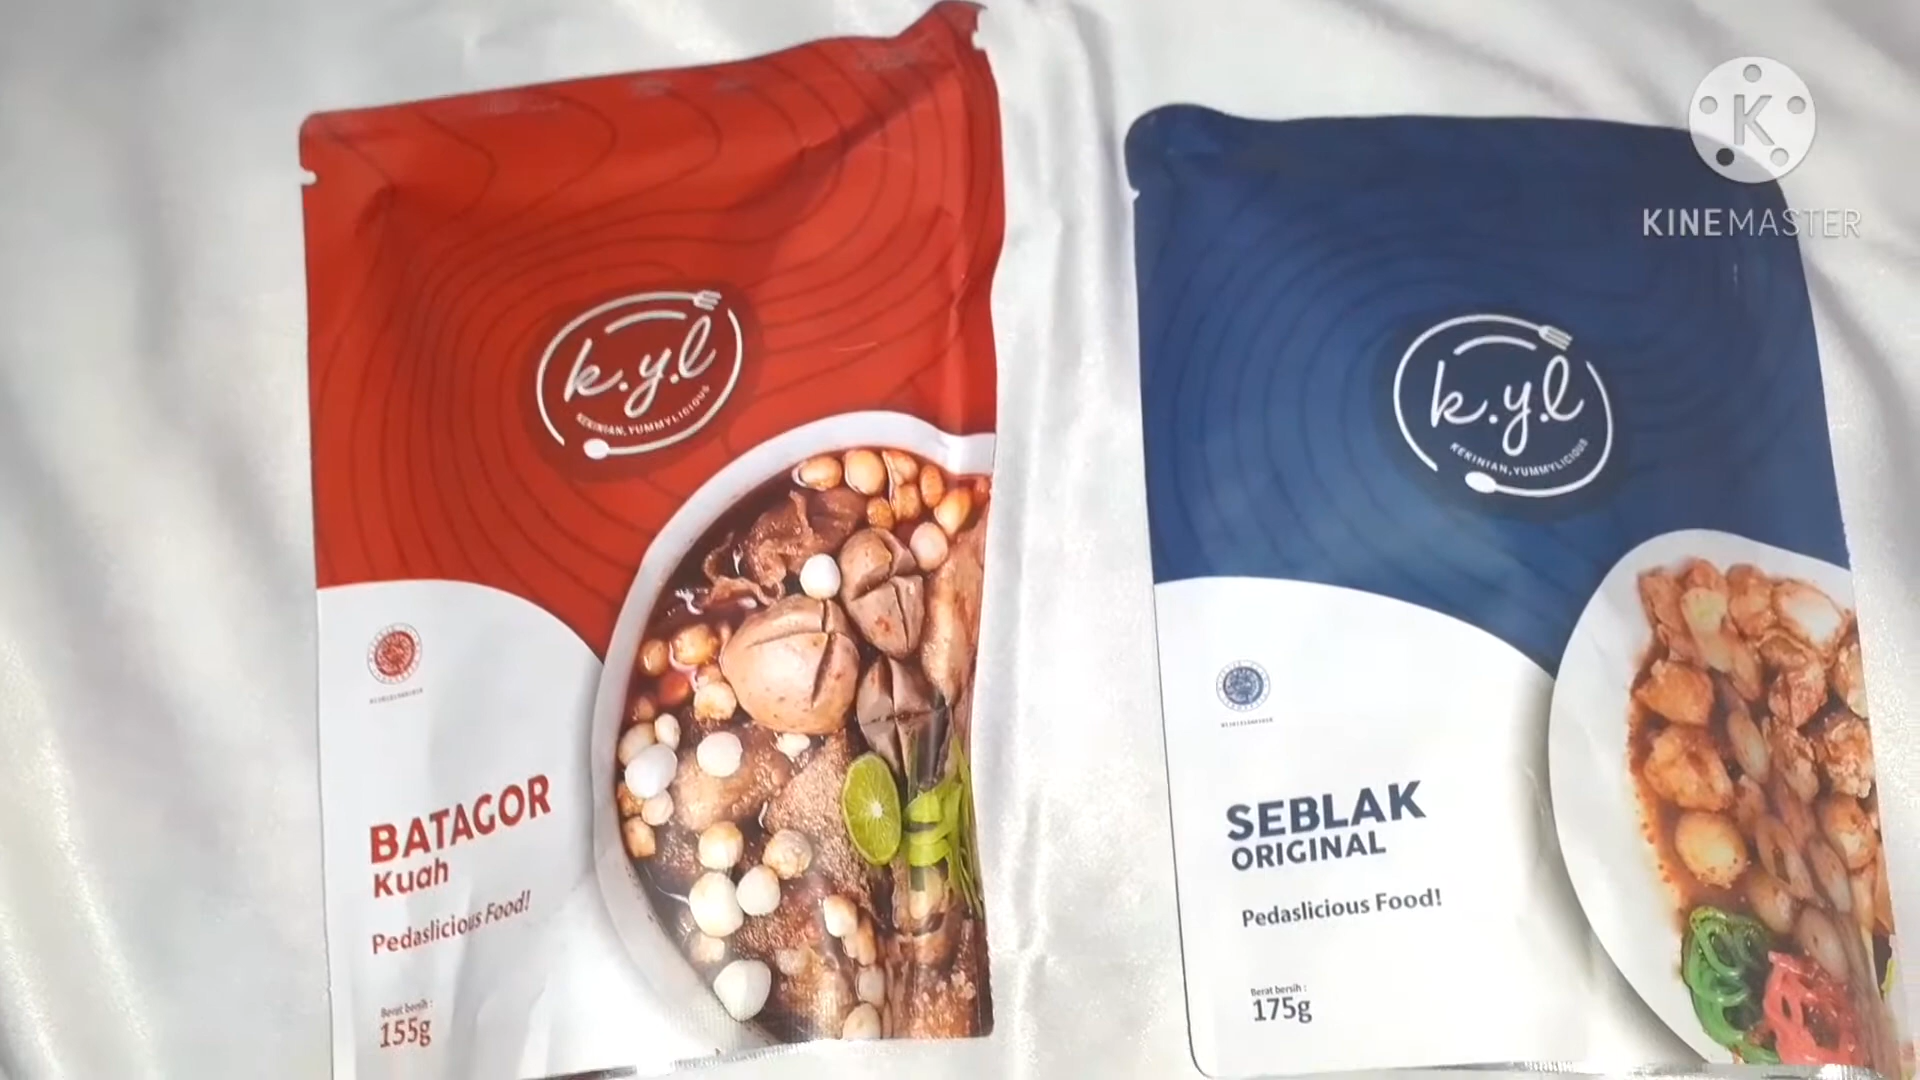 K
KINEMASTER
k.y.l
KEKINIAN, YUMMYLICIOUS
BATAGOR
Kuah
Pedaslicious Food!
Berat bersih :
155g
k.y.l
KEKINIAN, YUMMYLICIOUS
SEBLAK
ORIGINAL
Pedaslicious Food!
Berat bersih :
175g